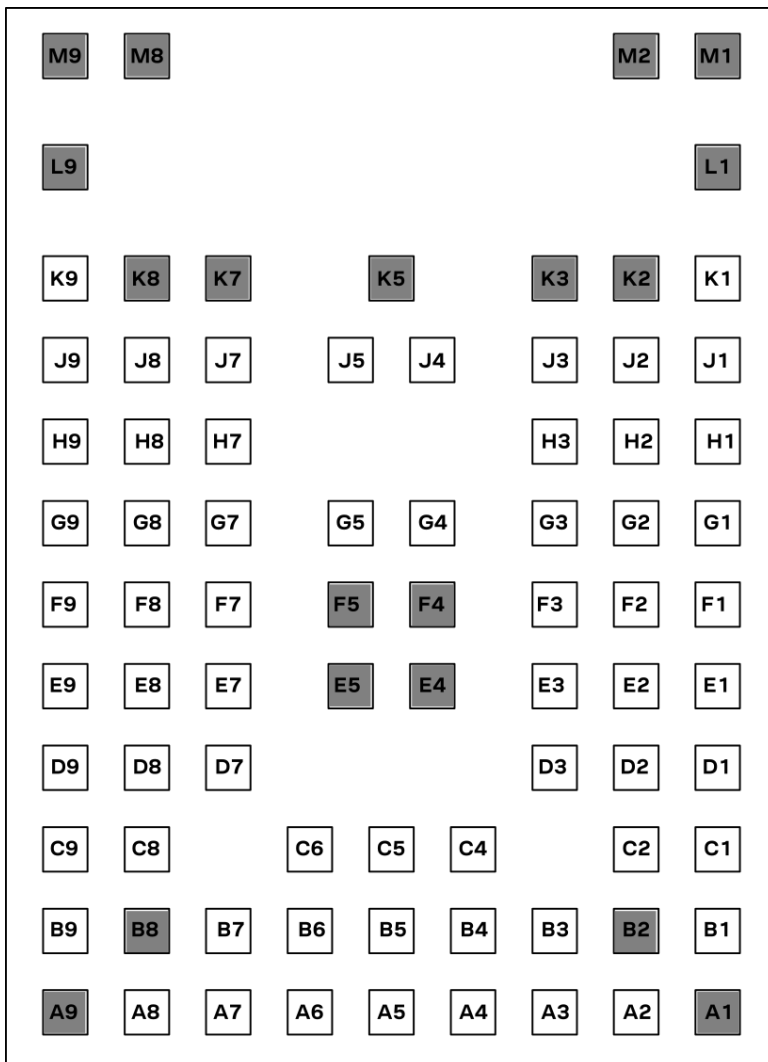 M9 M8 M2 M1
L9 L1
K9 K8 K7 K5 K3 K2 K1
J9 J8 J7 J5 J4 J3 J2 J1
H9 H8 H7 H3 H2 H1
G9 G8 G7 G5 G4 G3 G2 G1
F9 F8 F7 F5 F4 F3 F2 F1
E9 E8 E7 E5 E4 E3 E2 E1
D9 D8 D7 D3 D2 D1
C9 C8 C6 C5 C4 C2 C1
B9 B8 B7 B6 B5 B4 B3 B2 B1
A9 A8 A7 A6 A5 A4 A3 A2 A1